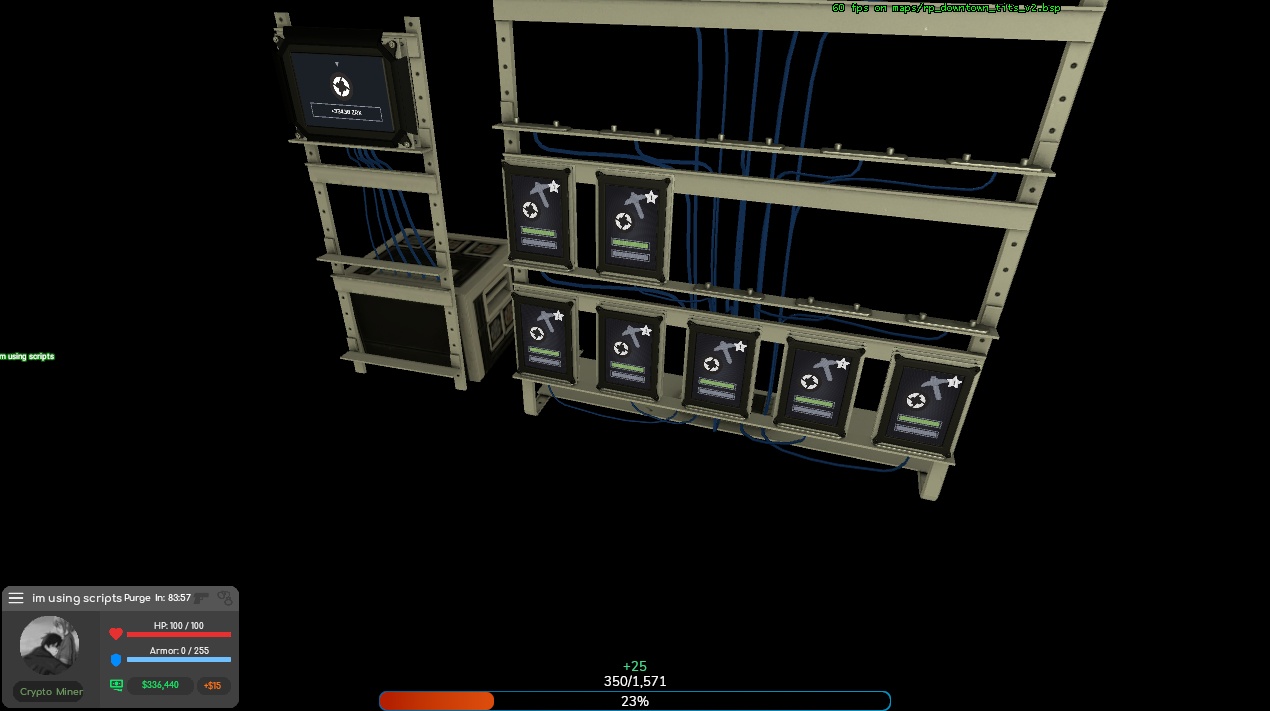 60 fps on maps/rp_downtown_tits_v2.bsp
m using scripts
im using scripts Purge In: 83:57
HP: 100 / 100
Armor: 0 / 255
Crypto Miner
$336,440
+$15
+25
350/1,571
23%